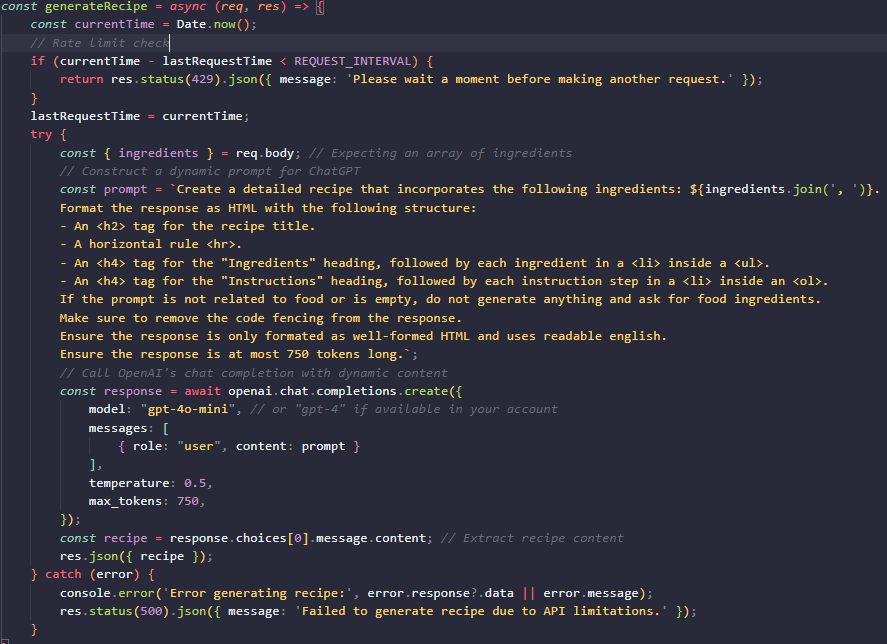 const generateRecipe = async (req, res) => {
    const currentTime = Date.now();
    // Rate limit check
    if (currentTime - lastRequestTime < REQUEST_INTERVAL) {
        return res.status(429).json({ message: 'Please wait a moment before making another request.' });
    }
    lastRequestTime = currentTime;
    try {
        const { ingredients } = req.body; // Expecting an array of ingredients
        // Construct a dynamic prompt for ChatGPT
        const prompt = `Create a detailed recipe that incorporates the following ingredients: ${ingredients.join(', ')}.
        Format the response as HTML with the following structure:
        - An <h2> tag for the recipe title.
        - A horizontal rule <hr>.
        - An <h4> tag for the "Ingredients" heading, followed by each ingredient in a <li> inside a <ul>.
        - An <h4> tag for the "Instructions" heading, followed by each instruction step in a <li> inside an <ol>.
        If the prompt is not related to food or is empty, do not generate anything and ask for food ingredients.
        Make sure to remove the code fencing from the response.
        Ensure the response is only formated as well-formed HTML and uses readable english.
        Ensure the response is at most 750 tokens long.`;
        // Call OpenAI's chat completion with dynamic content
        const response = await openai.chat.completions.create({
            model: "gpt-4o-mini", // or "gpt-4" if available in your account
            messages: [
                { role: "user", content: prompt }
            ],
            temperature: 0.5,
            max_tokens: 750,
        });
        const recipe = response.choices[0].message.content; // Extract recipe content
        res.json({ recipe });
    } catch (error) {
        console.error('Error generating recipe:', error.response?.data || error.message);
        res.status(500).json({ message: 'Failed to generate recipe due to API limitations.' });
    }